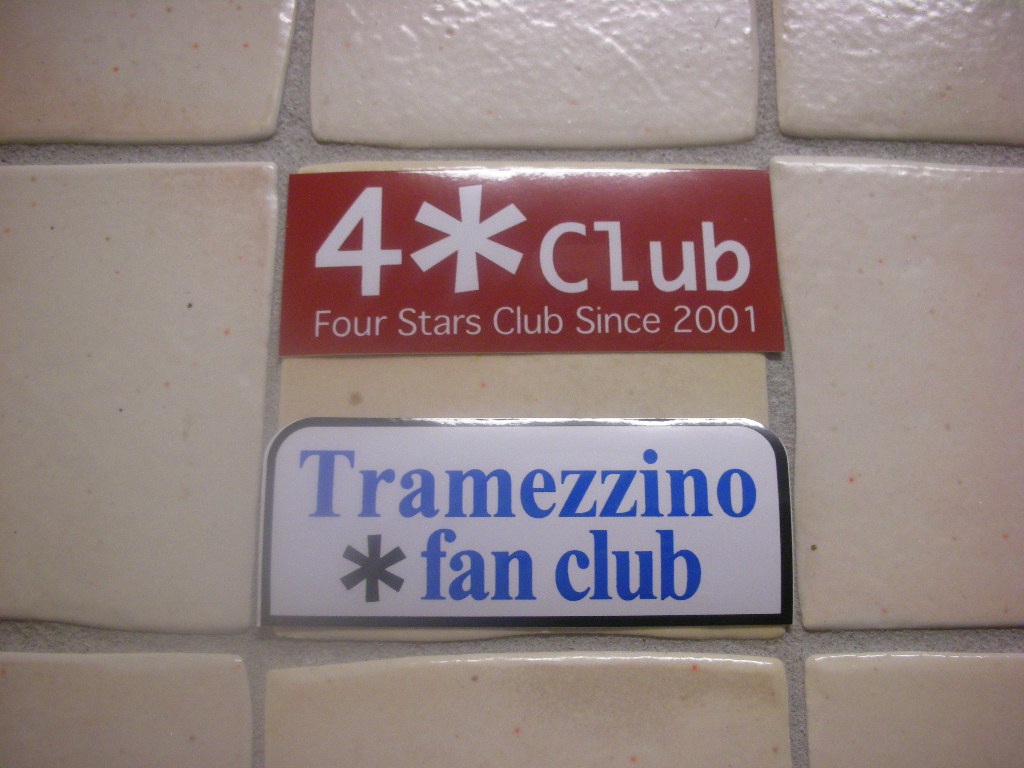 4* Club
Four Stars Club Since 2001
Tramezzino
* fan club